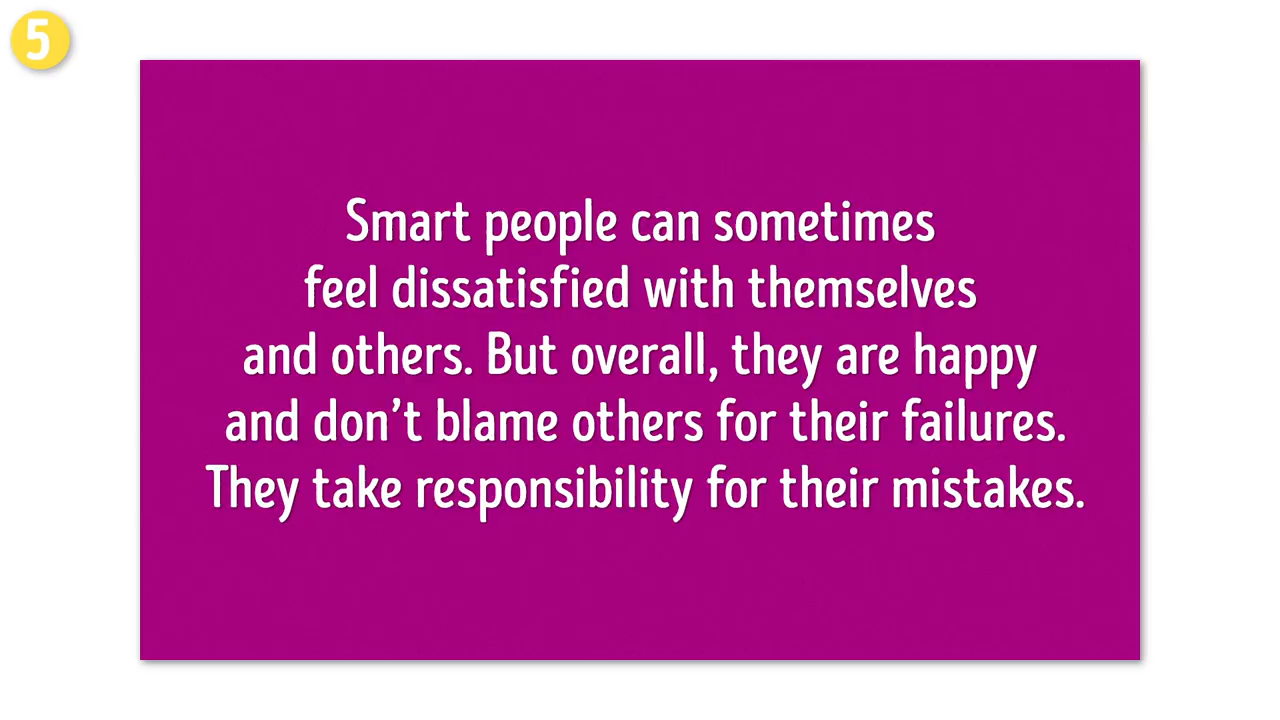 5
Smart people can sometimes
feel dissatisfied with themselves
and others. But overall, they are happy
and don’t blame others for their failures.
They take responsibility for their mistakes.